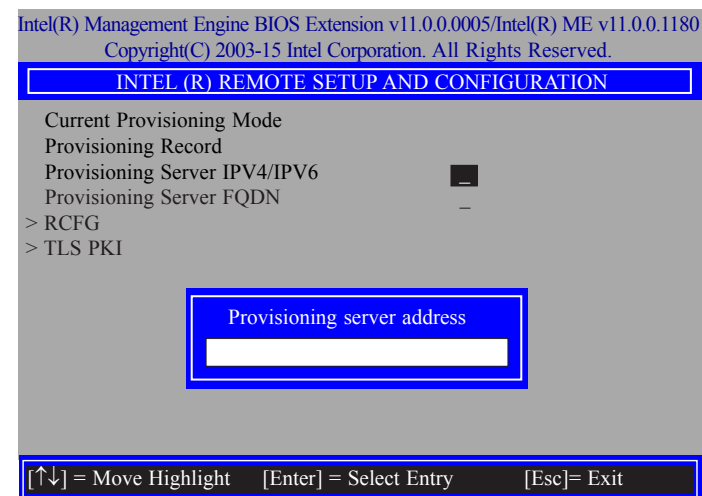 Intel(R) Management Engine BIOS Extension v11.0.0.0005/Intel(R) ME v11.0.0.1180
Copyright(C) 2003-15 Intel Corporation. All Rights Reserved.
INTEL (R) REMOTE SETUP AND CONFIGURATION
Current Provisioning Mode
Provisioning Record
Provisioning Server IPV4/IPV6 _
Provisioning Server FQDN _
> RCFG
> TLS PKI
Provisioning server address
[↑↓] = Move Highlight [Enter] = Select Entry [Esc]= Exit